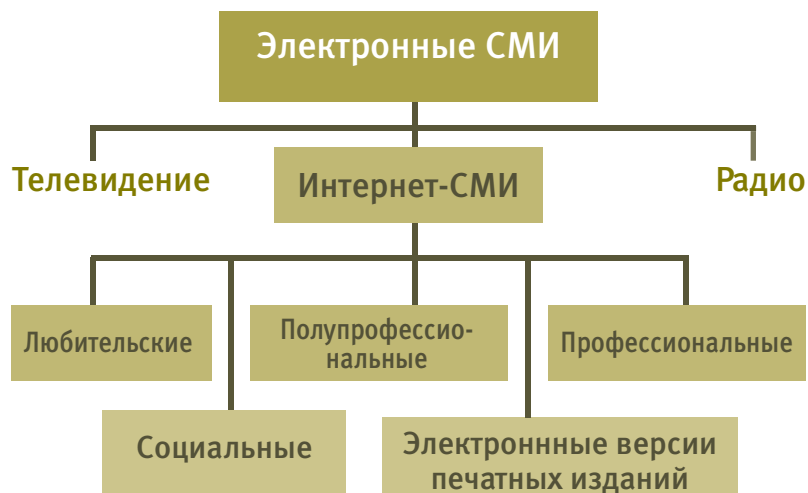 Электронные СМИ
Телевидение
Интернет-СМИ
Радио
Любительские
Полупрофессио-
нальные
Профессиональные
Социальные
Электроннные версии
печатных изданий